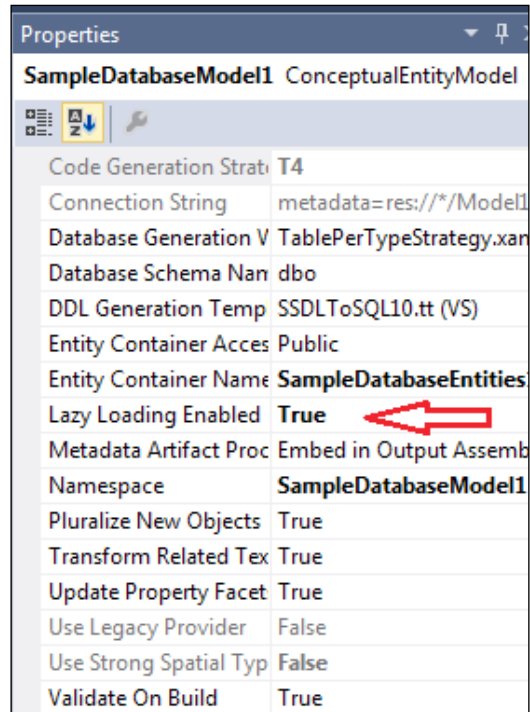 Properties
SampleDatabaseModel1 ConceptualEntityModel
Code Generation Strat T4
Connection String metadata=res://*/Model1
Database Generation W TablePerTypeStrategy.xam
Database Schema Nam dbo
DDL Generation Temp SSDLToSQL10.tt (VS)
Entity Container Acces Public
Entity Container Name SampleDatabaseEntities1
Lazy Loading Enabled True
Metadata Artifact Proc Embed in Output Assemb
Namespace SampleDatabaseModel1
Pluralize New Objects True
Transform Related Tex True
Update Property Facet True
Use Legacy Provider False
Use Strong Spatial Typ False
Validate On Build True